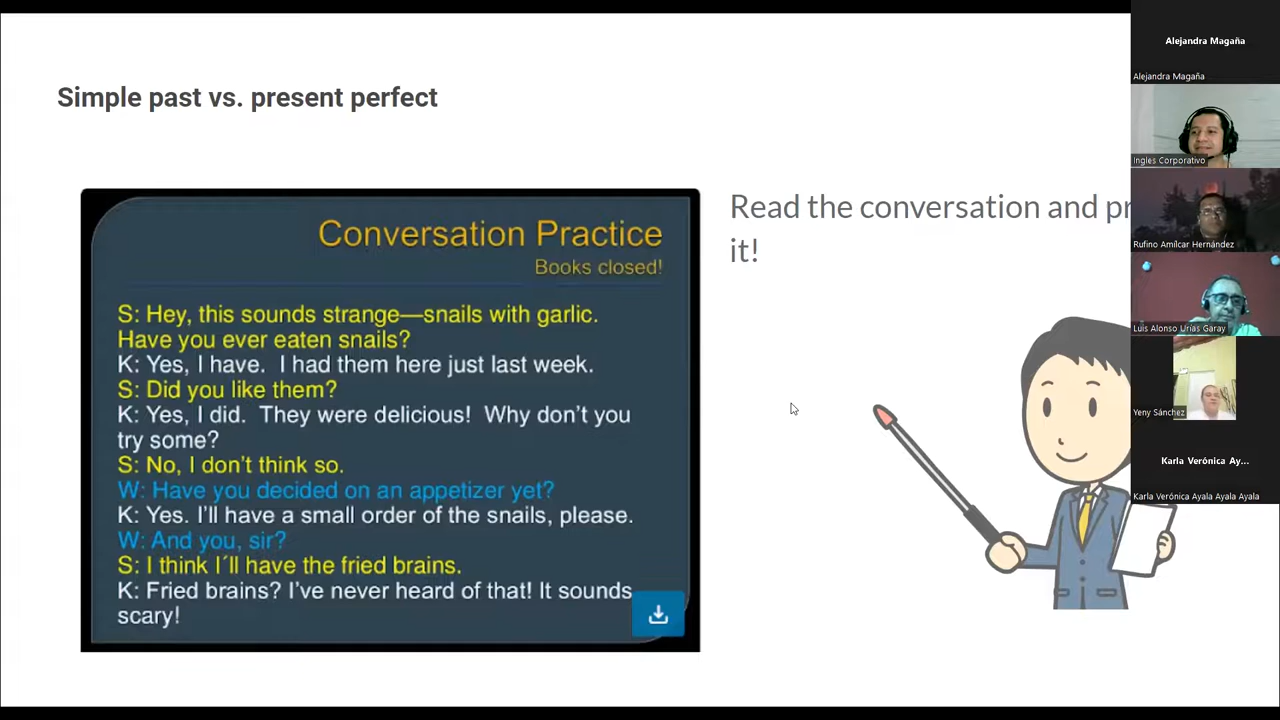 Simple past vs. present perfect
Conversation Practice
Books closed!
S: Hey, this sounds strange—snails with garlic.
Have you ever eaten snails?
K: Yes, I have.  I had them here just last week.
S: Did you like them?
K: Yes, I did.  They were delicious!  Why don't you
try some?
S: No, I don't think so.
W: Have you decided on an appetizer yet?
K: Yes. I'll have a small order of the snails, please.
W: And you, sir?
S: I think I´ll have the fried brains.
K: Fried brains? I've never heard of that! It sounds
scary!
Read the conversation and pr
it!
Alejandra Magaña
Alejandra Magaña
Ingles Corporativo
Rufino Amílcar Hernández
Luis Alonso Urías Garay
Yeny Sánchez
Karla Verónica Ay...
Karla Verónica Ayala Ayala Ayala